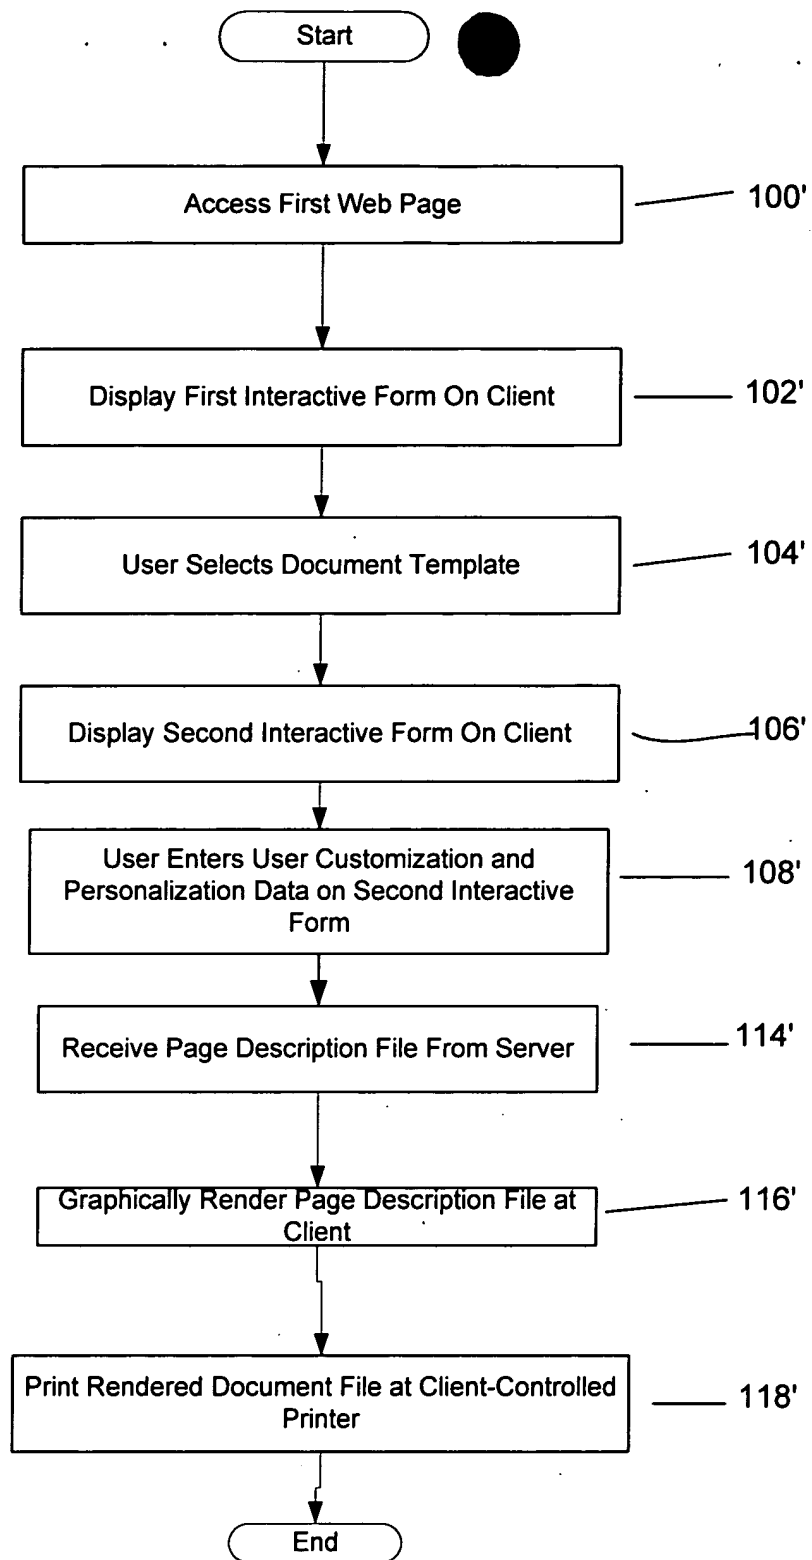 Start
Access First Web Page
100'
Display First Interactive Form On Client
102'
User Selects Document Template
104'
Display Second Interactive Form On Client
106'
User Enters User Customization and
Personalization Data on Second Interactive
Form
108'
Receive Page Description File From Server
114'
Graphically Render Page Description File at
Client
116'
Print Rendered Document File at Client-Controlled
Printer
118'
End